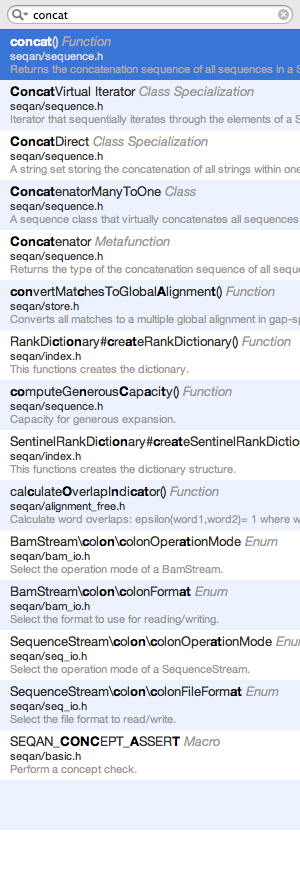 concat
concat() Function
seqan/sequence.h
Returns the concatenation sequence of all sequences in a S
ConcatVirtual Iterator Class Specialization
seqan/sequence.h
Iterator that sequentially iterates through the elements of a S
ConcatDirect Class Specialization
seqan/sequence.h
A string set storing the concatenation of all strings within one
ConcatenatorManyToOne Class
seqan/sequence.h
A sequence class that virtually concatenates all sequences
Concatenator Metafunction
seqan/sequence.h
Returns the type of the concatenation sequence of all seque
convertMatchesToGlobalAlignment() Function
seqan/store.h
Converts all matches to a multiple global alignment in gap-sp
RankDictionary#createRankDictionary() Function
seqan/index.h
This functions creates the dictionary.
computeGenerousCapacity() Function
seqan/sequence.h
Capacity for generous expansion.
SentinelRankDictionary#createSentinelRankDictio
seqan/index.h
This functions creates the dictionary structure.
calculateOverlapIndicator() Function
seqan/alignment_free.h
Calculate word overlaps: epsilon(word1,word2)= 1 where w
BamStream\colon\colonOperationMode Enum
seqan/bam_io.h
Select the operation mode of a BamStream.
BamStream\colon\colonFormat Enum
seqan/bam_io.h
Select the format to use for reading/writing.
SequenceStream\colon\colonOperationMode Enu
seqan/seq_io.h
Select the operation mode of a SequenceStream.
SequenceStream\colon\colonFileFormat Enum
seqan/seq_io.h
Select the file format to read/write.
SEQAN_CONCEPT_ASSERT Macro
seqan/basic.h
Perform a concept check.